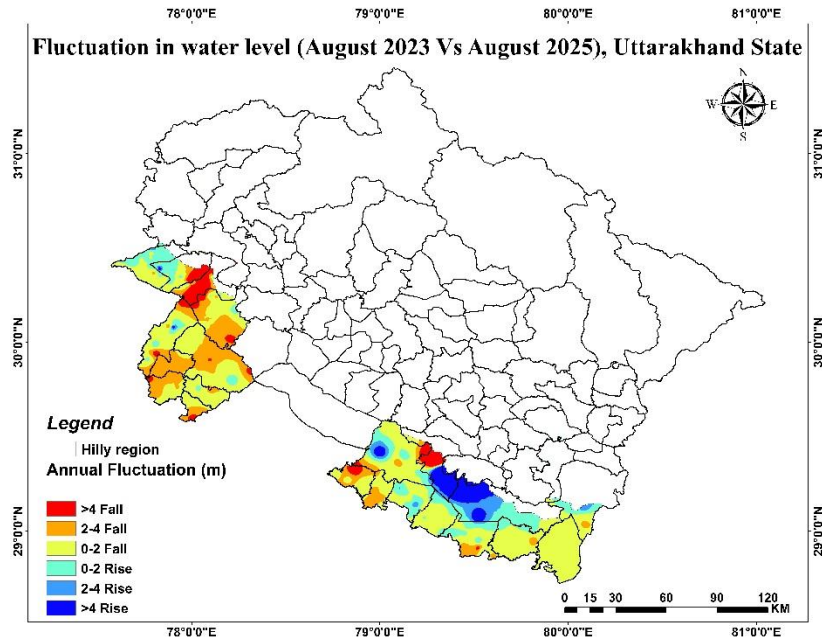 78°0'0"E 79°0'0"E 80°0'0"E 81°0'0"E
Fluctuation in water level (August 2023 Vs August 2025), Uttarakhand State
N
W E
S
31°0'0"N 31°0'0"N
30°0'0"N 30°0'0"N
29°0'0"N 29°0'0"N
Legend
Hilly region
Annual Fluctuation (m)
>4 Fall
2-4 Fall
0-2 Fall
0-2 Rise
2-4 Rise
>4 Rise
0 15 30 60 90 120
KM
78°0'0"E 79°0'0"E 80°0'0"E 81°0'0"E